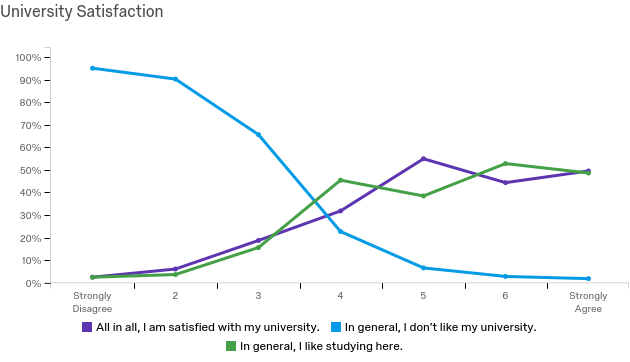 University Satisfaction
100%
90%
80%
70%
60%
50%
40%
30%
20%
10%
0%
Strongly
Disagree
2
3
4
5
6
Strongly
Agree
All in all, I am satisfied with my university.
In general, I don't like my university.
In general, I like studying here.